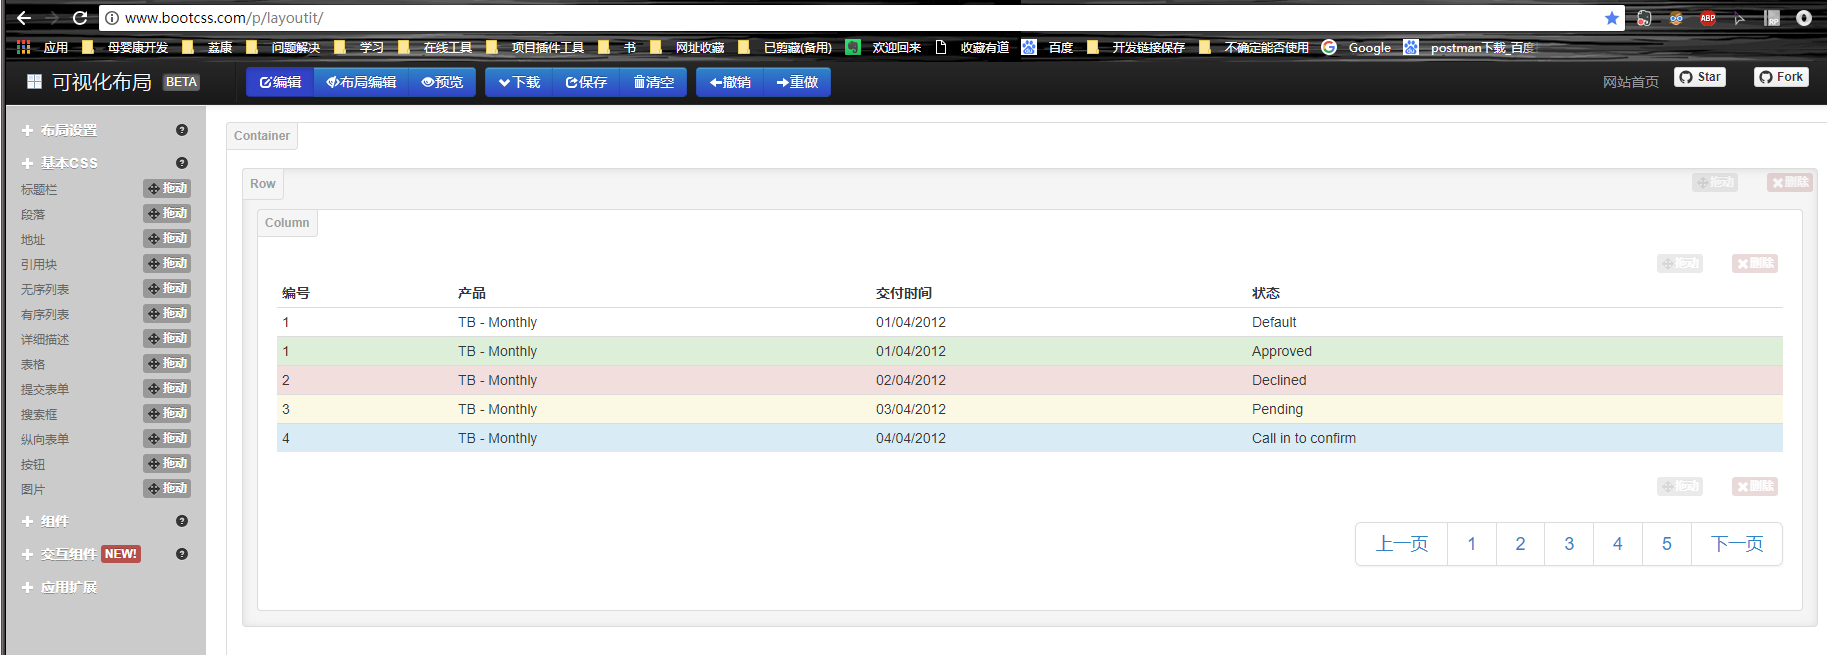 www.bootcss.com/p/layoutit/
ABP
RP
应用 母婴康开发 荟康 问题解决 学习 在线工具 项目插件工具 书 网址收藏 已剪藏(备用) 欢迎回来 收藏有道 百度 开发链接保存 不确定能否使用 Google postman下载_百度
可视化布局 BETA 编辑 布局编辑 预览 下载 保存 清空 撤销 重做 网站首页 Star Fork
布局设置
基本CSS
标题栏 拖动
段落 拖动
地址 拖动
引用块 拖动
无序列表 拖动
有序列表 拖动
详细描述 拖动
表格 拖动
提交表单 拖动
搜索框 拖动
纵向表单 拖动
按钮 拖动
图片 拖动
组件
交互组件 NEW!
应用扩展
Container
Row 拖动 删除
Column
拖动 删除
编号 产品 交付时间 状态
1 TB - Monthly 01/04/2012 Default
1 TB - Monthly 01/04/2012 Approved
2 TB - Monthly 02/04/2012 Declined
3 TB - Monthly 03/04/2012 Pending
4 TB - Monthly 04/04/2012 Call in to confirm
拖动 删除
上一页 1 2 3 4 5 下一页